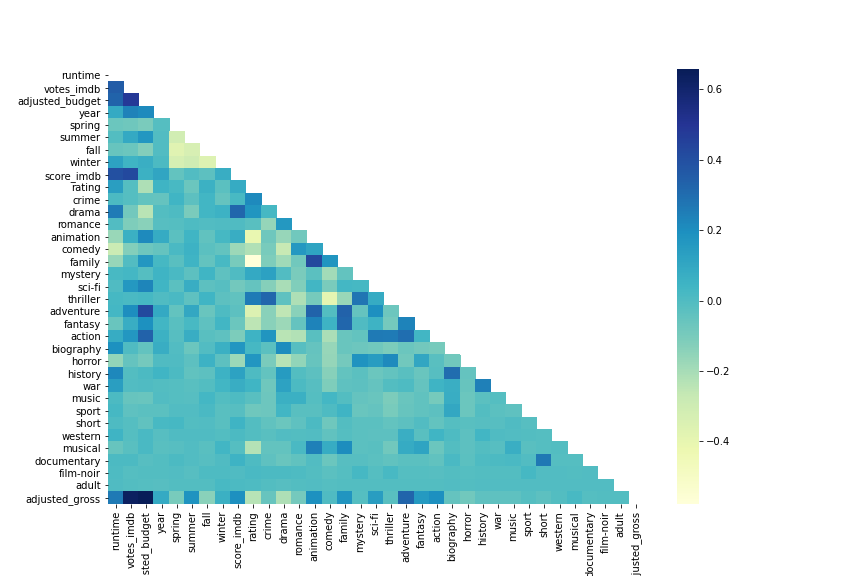 runtime
votes_imdb
adjusted_budget
year
spring
summer
fall
winter
score_imdb
rating
crime
drama
romance
animation
comedy
family
mystery
sci-fi
thriller
adventure
fantasy
action
biography
horror
history
war
music
sport
short
western
musical
documentary
film-noir
adult
adjusted_gross
runtime
votes_imdb
sted_budget
year
spring
summer
fall
winter
score_imdb
rating
crime
drama
romance
animation
comedy
family
mystery
sci-fi
thriller
adventure
fantasy
action
biography
horror
history
war
music
sport
short
western
musical
documentary
film-noir
adult
justed_gross
0.6
0.4
0.2
0.0
−0.2
−0.4